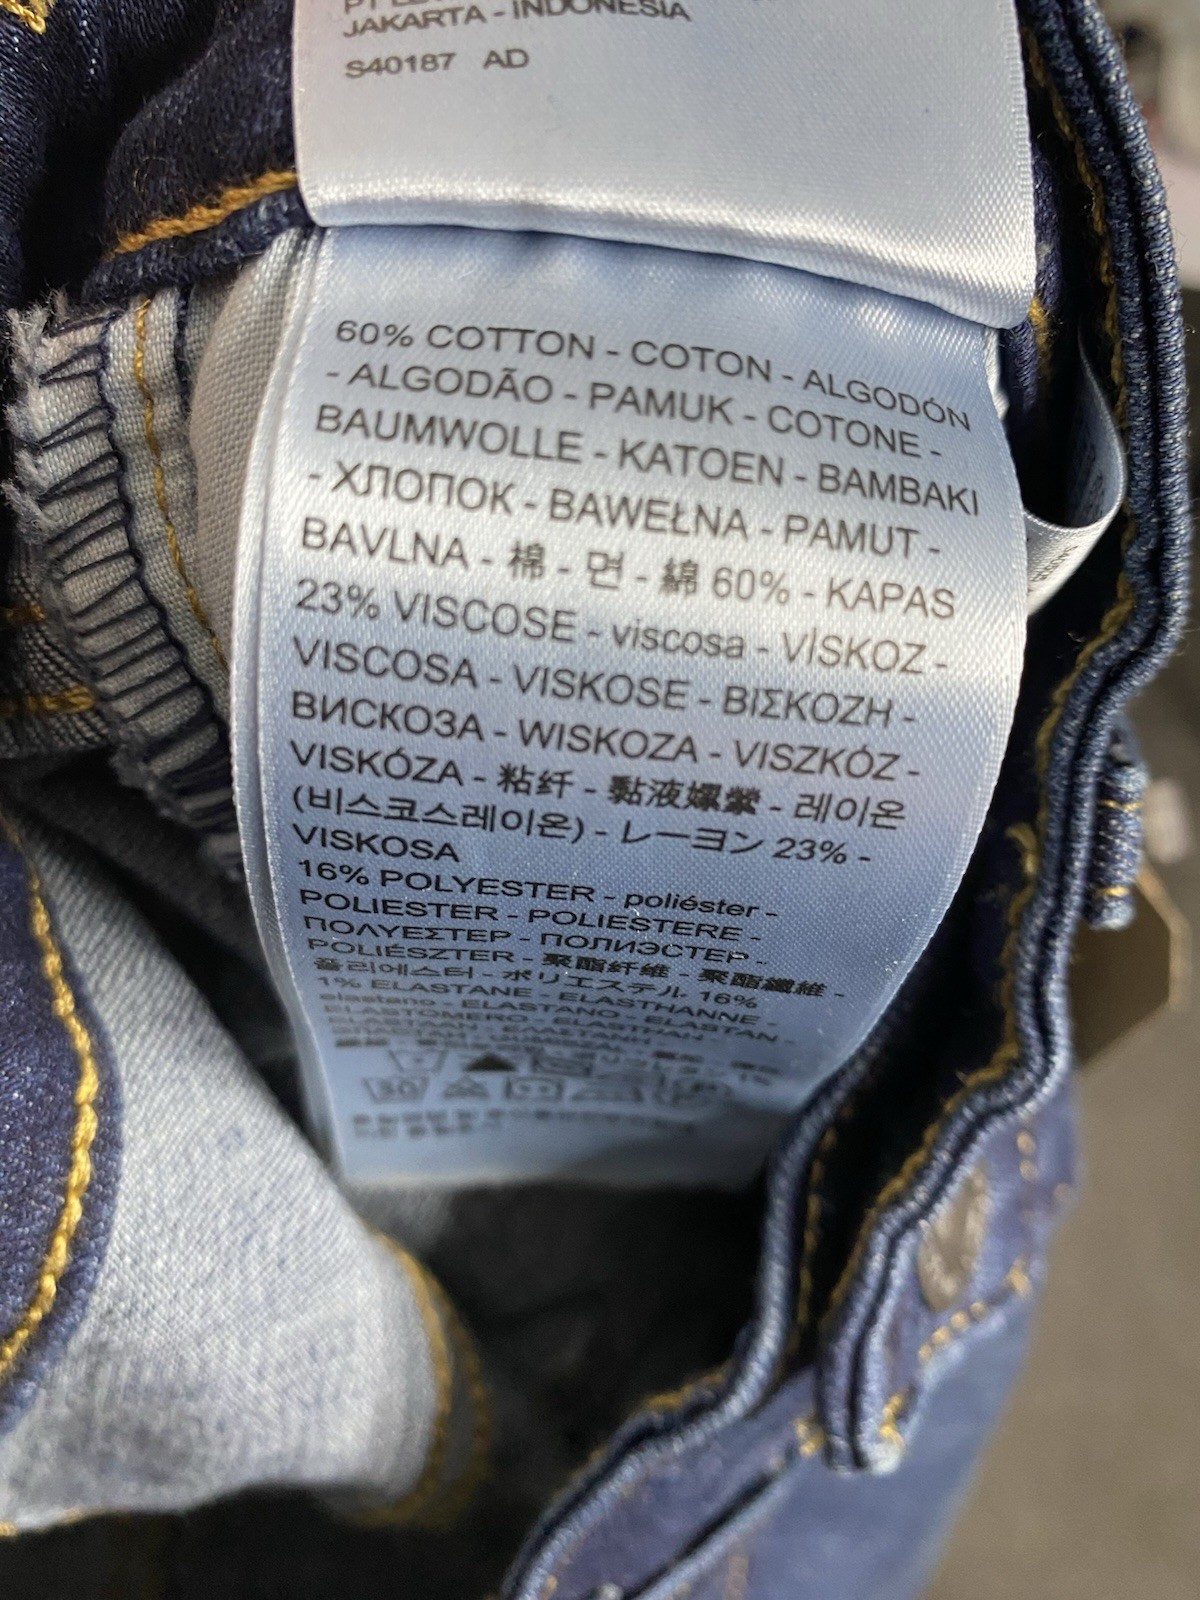 JAKARTA - INDONESIA
S40187 AD
60% COTTON - COTON - ALGODÓN
- ALGODÃO - PAMUK - COTONE -
BAUMWOLLE - KATOEN - BAMBAKI
- ХЛОПОК - BAWEŁNA - PAMUT -
BAVLNA - 棉 - 면 - 綿 60% - KAPAS
23% VISCOSE - viscosa - VİSKOZ -
VISCOSA - VISKOSE - ΒΙΣΚΟΖΗ -
ВИСКОЗА - WISKOZA - VISZKÓZ -
VISKÓZA - 粘纤 - 黏液嫘縈 - 레이온
(비스코스레이온) - レーヨン 23% -
VISKOSA
16% POLYESTER - poliéster -
POLIESTER - POLIESTERE -
ΠΟΛΥΕΣΤΕΡ - ПОЛИЭСТЕР -
POLIÉSZTER - 聚酯纤维 - 聚酯纖維 -
폴리에스터 - ポリエステル 16%
1% ELASTANE - ELASTHANNE -
elastano - ELASTANO - ELASTAN -
ELASTOMERO - ELASTHAN -